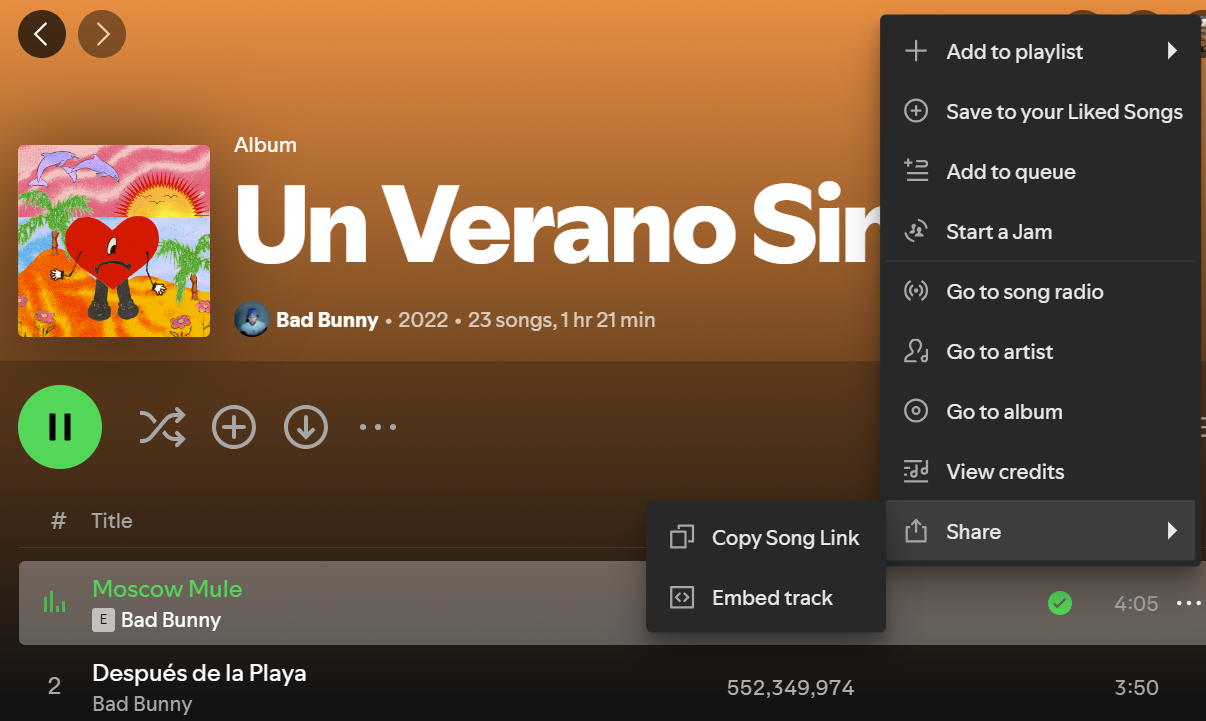 Album
Un Verano Sin
Bad Bunny • 2022 • 23 songs, 1 hr 21 min
# Title
Moscow Mule
E Bad Bunny
4:05
2
Después de la Playa
Bad Bunny
552,349,974
3:50
Add to playlist
Save to your Liked Songs
Add to queue
Start a Jam
Go to song radio
Go to artist
Go to album
View credits
Share
Copy Song Link
Embed track